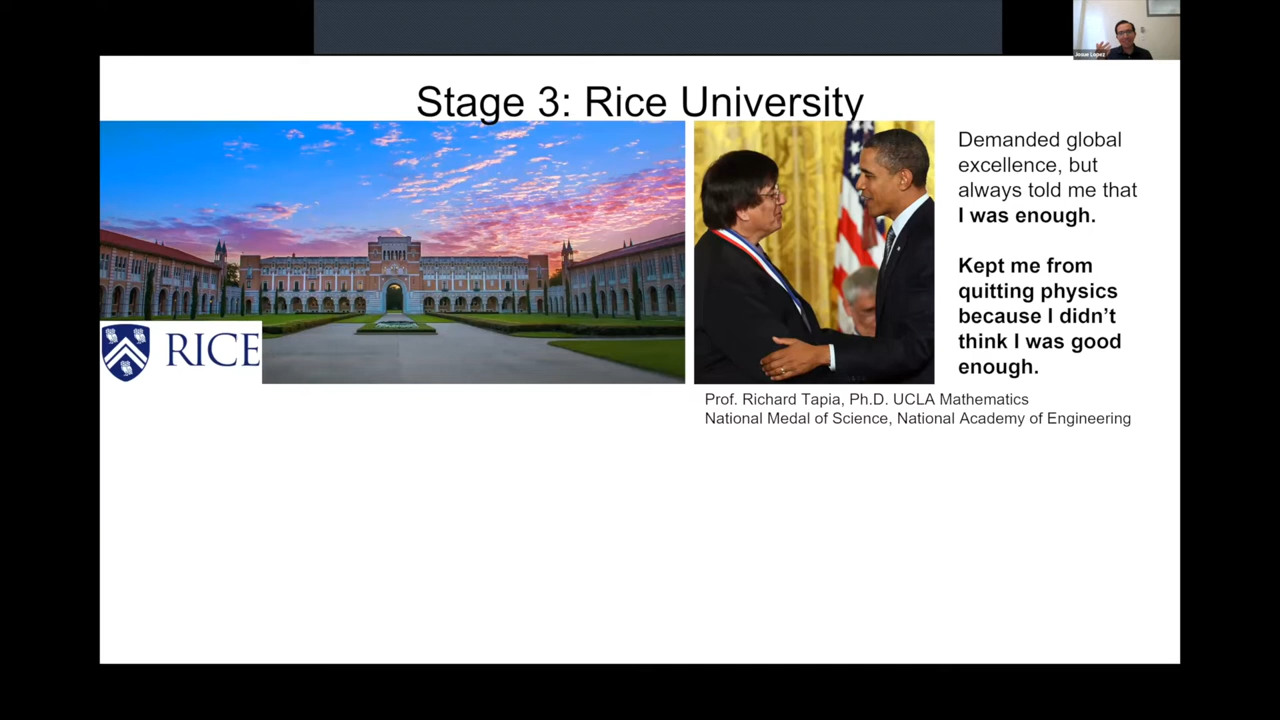 Josue Lopez
Stage 3: Rice University
RICE
Demanded global
excellence, but
always told me that
I was enough.
Kept me from
quitting physics
because I didn’t
think I was good
enough.
Prof. Richard Tapia, Ph.D. UCLA Mathematics
National Medal of Science, National Academy of Engineering